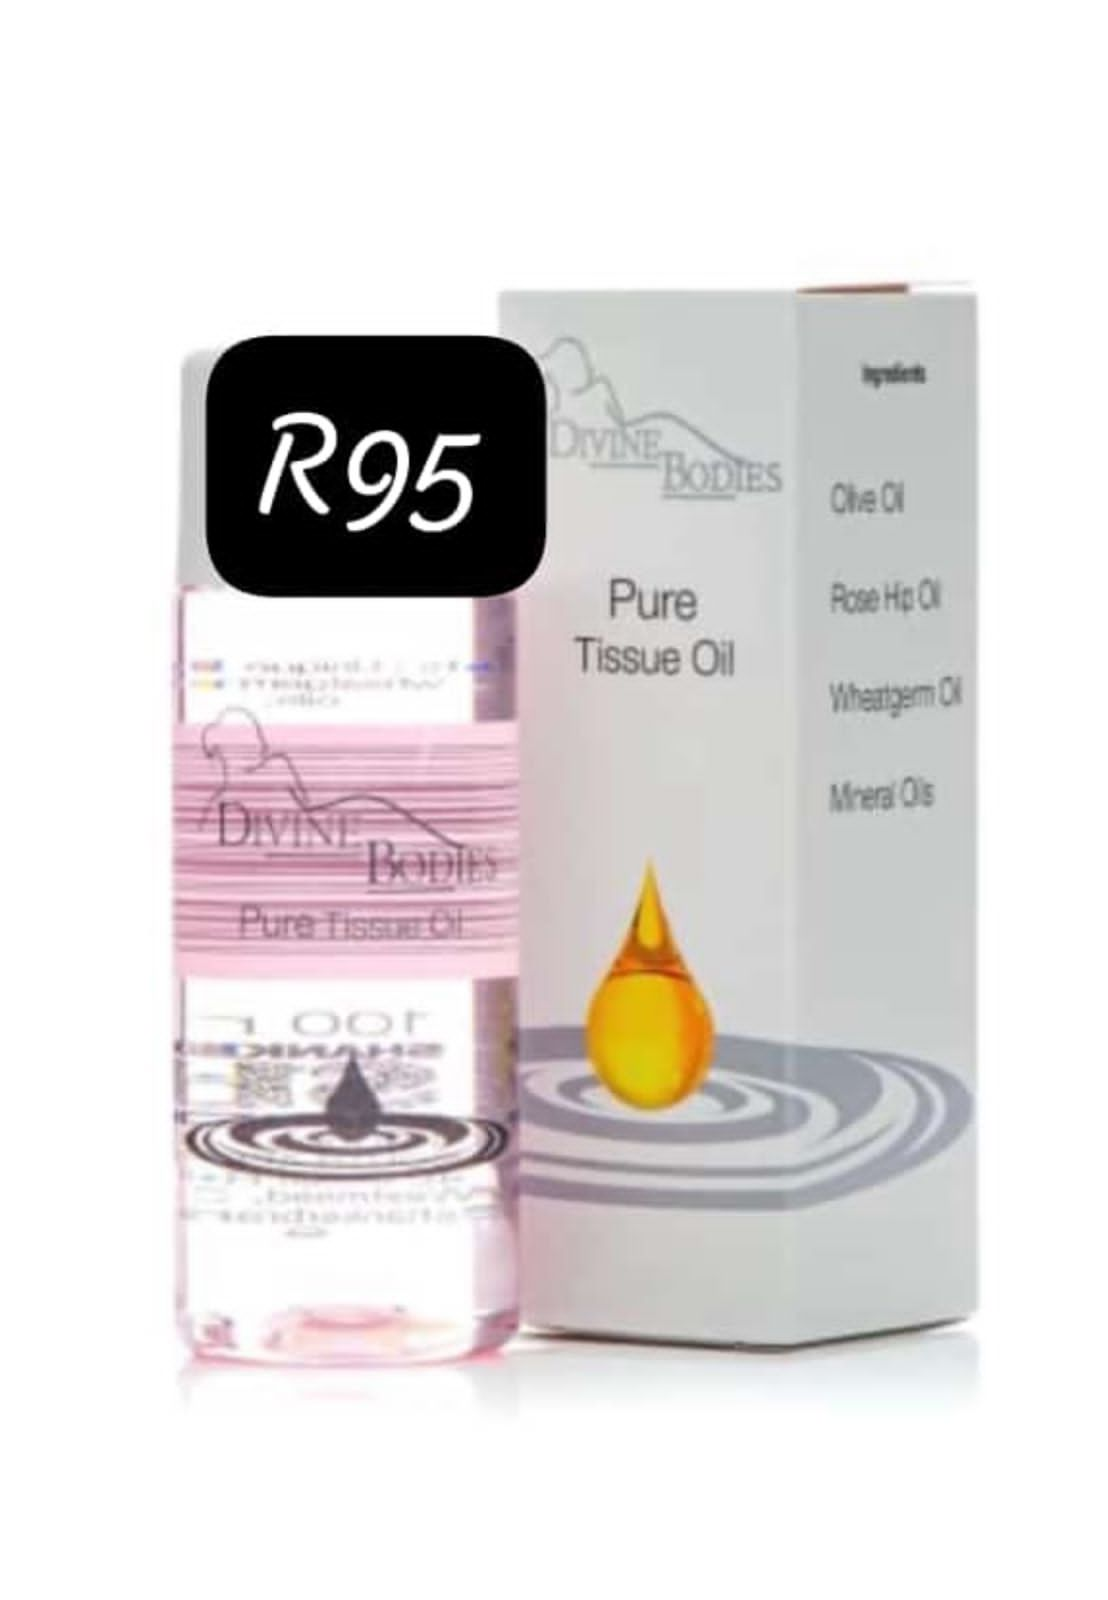 R95
DIVINE
BODIES
Pure
Tissue Oil
Ingredients
Olive Oil
Rose Hip Oil
Wheatgerm Oil
Mineral Oils
DIVINE
BODIES
Pure Tissue Oil